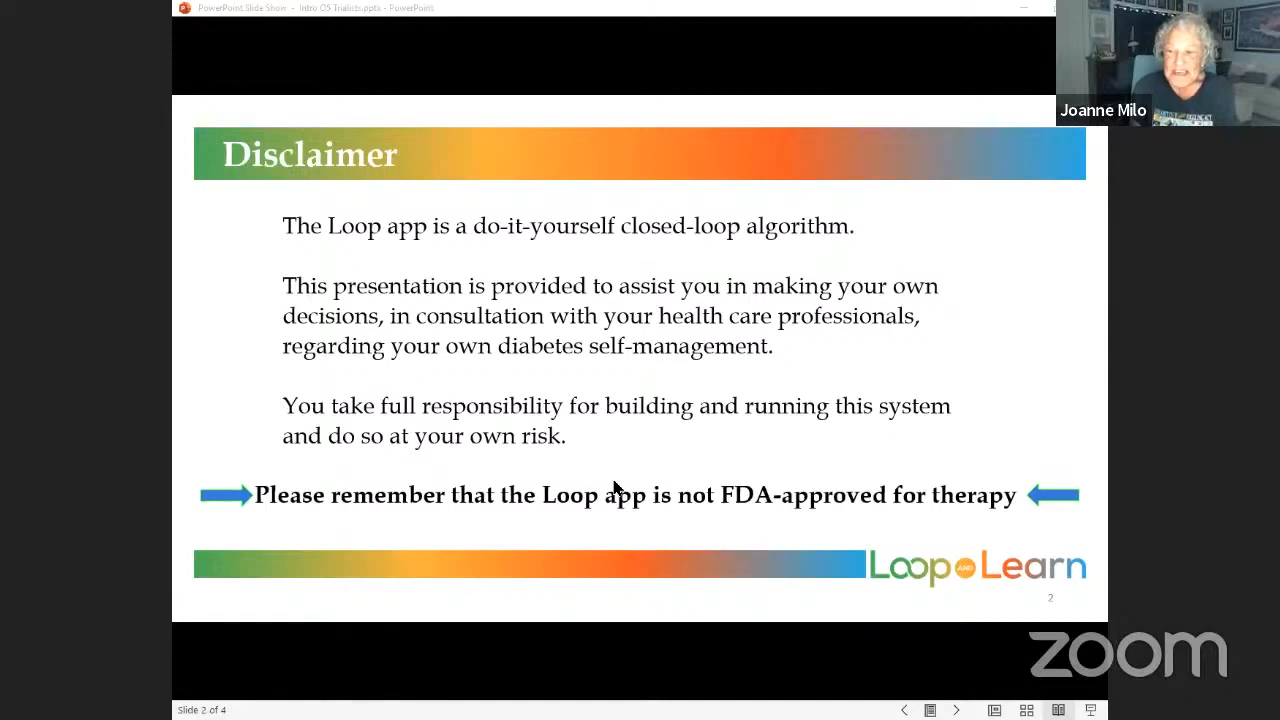 PowerPoint Slide Show - Intro OS Trialists.pptx - PowerPoint
Joanne Milo
Disclaimer
The Loop app is a do-it-yourself closed-loop algorithm.
This presentation is provided to assist you in making your own
decisions, in consultation with your health care professionals,
regarding your own diabetes self-management.
You take full responsibility for building and running this system
and do so at your own risk.
Please remember that the Loop app is not FDA-approved for therapy
Loop AND Learn
2
zoom
Slide 2 of 4